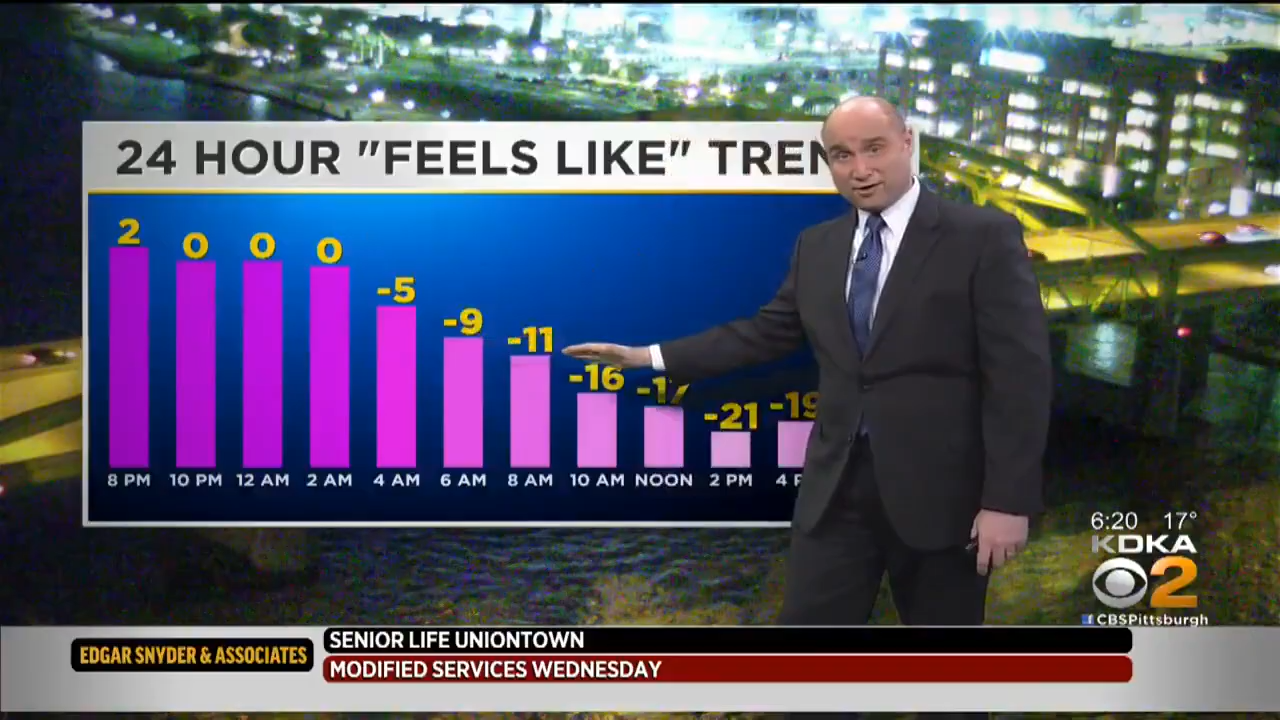 24 HOUR "FEELS LIKE"
2 0 0 0 -5 -9 -11 -16 -21 -19
8 PM 10 PM 12 AM 2 AM 4 AM 6 AM 8 AM 10 AM NOON 2 PM 4
6:20 17°
KDKA
2
CBSPittsburgh
EDGAR SNYDER & ASSOCIATES
SENIOR LIFE UNIONTOWN
MODIFIED SERVICES WEDNESDAY